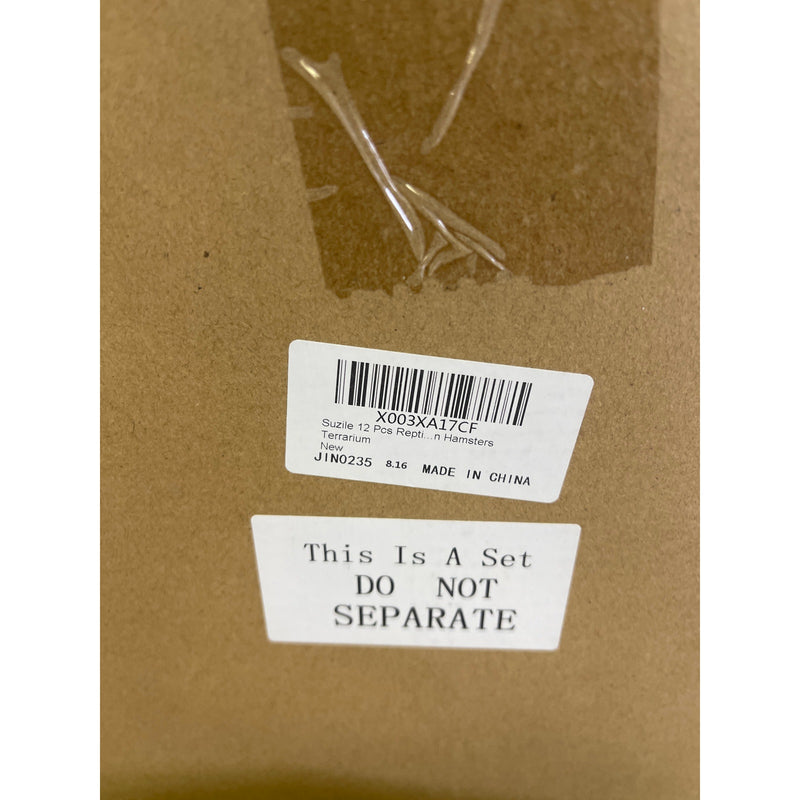 X003XA17CF
Suzile 12 Pcs Repti...n Hamsters
Terrarium
New
JIN0235 8.16 MADE IN CHINA
This Is A Set
DO NOT
SEPARATE